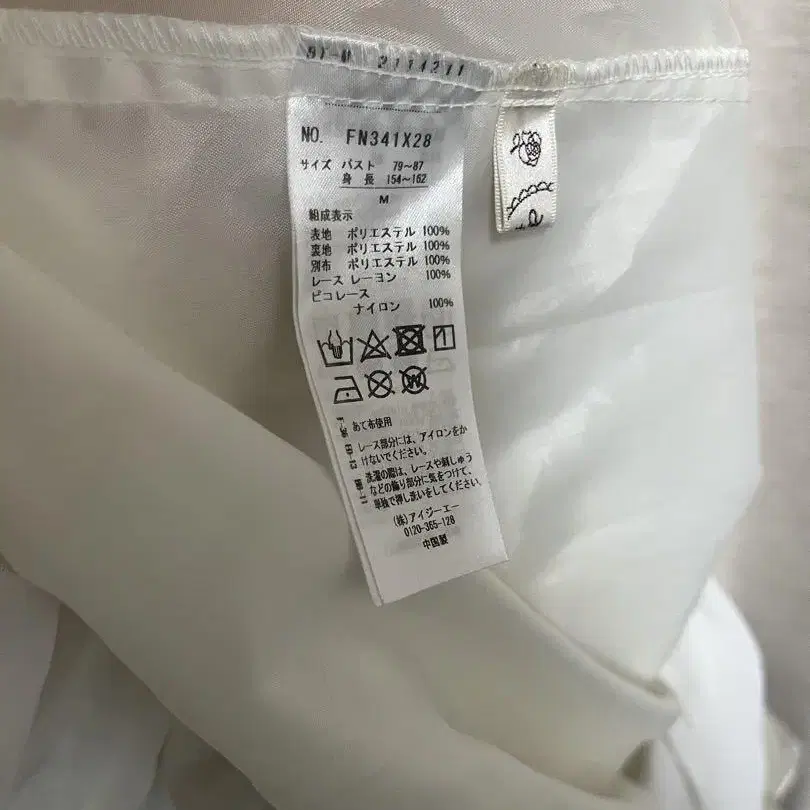 NO. FN341X28
サイズ バスト 79~87
身 長 154~162
M
組成表示
表地 ポリエステル 100%
裏地 ポリエステル 100%
別布 ポリエステル 100%
レース レーヨン 100%
ピコレース
ナイロン 100%
あて布使用
レース部分には、アイロンをか
けないでください。
洗濯の際は、レースや刺しゅう
などの飾り部分に気をつけて、
単独で押し洗いをしてください。
(株)アイジーエー
0120-365-128
中国製